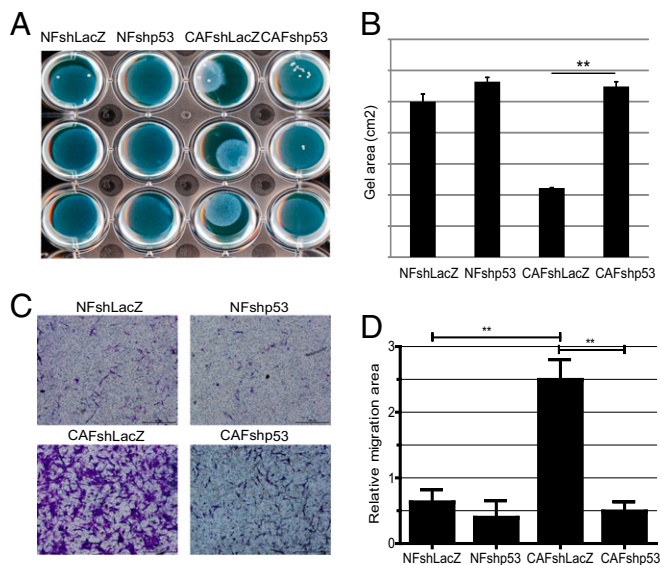 A
NFshLacZ NFshp53 CAFshLacZ CAFshp53
B
**
Gel area (cm2)
NFshLacZ NFshp53 CAFshLacZ CAFshp53
C
NFshLacZ NFshp53
CAFshLacZ CAFshp53
D
** **
3
2
1
0
Relative migration area
NFshLacZ NFshp53 CAFshLacZ CAFshp53